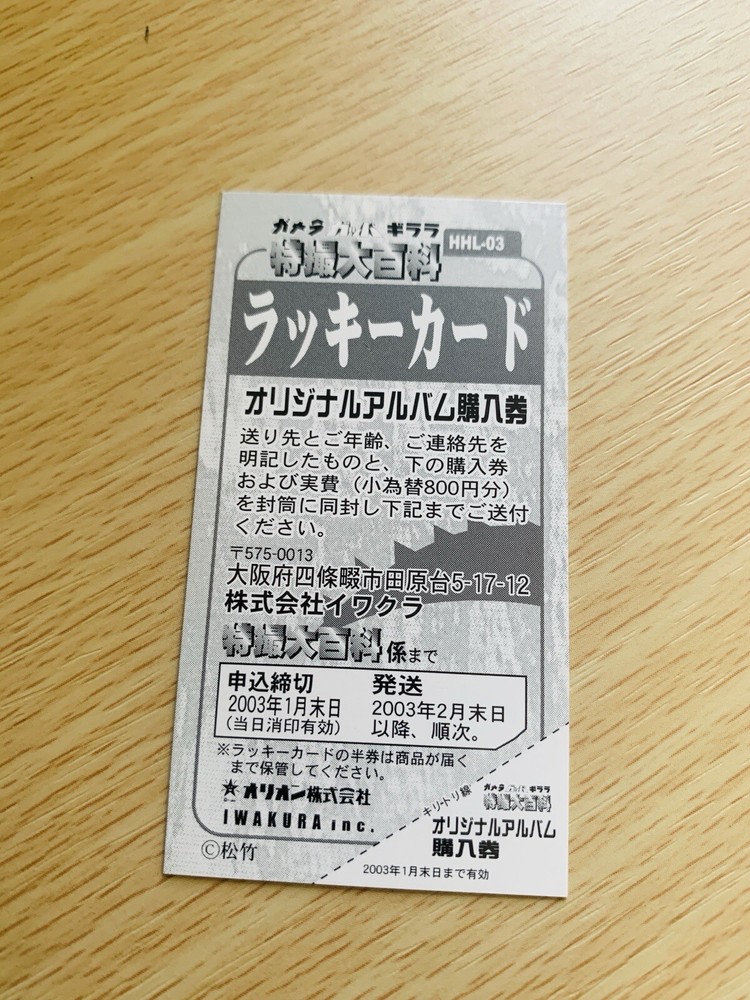 ガメラ ガッパ ギララ
特撮大百科
HHL-03
ラッキーカード
オリジナルアルバム購入券
送り先とご年齢、ご連絡先を
明記したものと、下の購入券
および実費(小為替800円分)
を封筒に同封し下記までご送付
ください。
〒575-0013
大阪府四條畷市田原台5-17-12
株式会社イワクラ
特撮大百科係まで
申込締切
2003年1月末日
(当日消印有効)
発送
2003年2月末日
以降、順次。
※ラッキーカードの半券は商品が届く
まで保管してください。
オリオン株式会社
IWAKURA inc.
©松竹
キリトリ線
特撮大百科
オリジナルアルバム
購入券
2003年1月末日まで有効